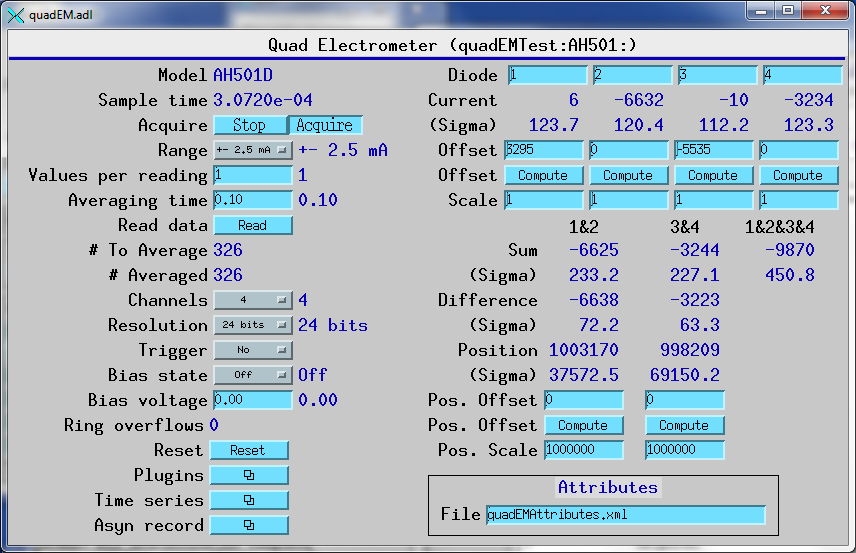 quadEM.adl
Quad Electrometer (quadEMTest:AH501:)
Model AH501D
Sample time 3.0720e-04
Acquire Stop Acquire
Range +- 2.5 mA +- 2.5 mA
Values per reading 1 1
Averaging time 0.10 0.10
Read data Read
# To Average 326
# Averaged 326
Channels 4 4
Resolution 24 bits 24 bits
Trigger No
Bias state Off Off
Bias voltage 0.00 0.00
Ring overflows 0
Reset Reset
Plugins
Time series
Asyn record
Diode 1 2 3 4
Current 6 -6632 -10 -3234
(Sigma) 123.7 120.4 112.2 123.3
Offset 3295 0 -5535 0
Offset Compute Compute Compute Compute
Scale 1 1 1 1
1&2 3&4 1&2&3&4
Sum -6625 -3244 -9870
(Sigma) 233.2 227.1 450.8
Difference -6638 -3223
(Sigma) 72.2 63.3
Position 1003170 998209
(Sigma) 37572.5 69150.2
Pos. Offset 0 0
Pos. Offset Compute Compute
Pos. Scale 1000000 1000000
Attributes
File quadEMAttributes.xml